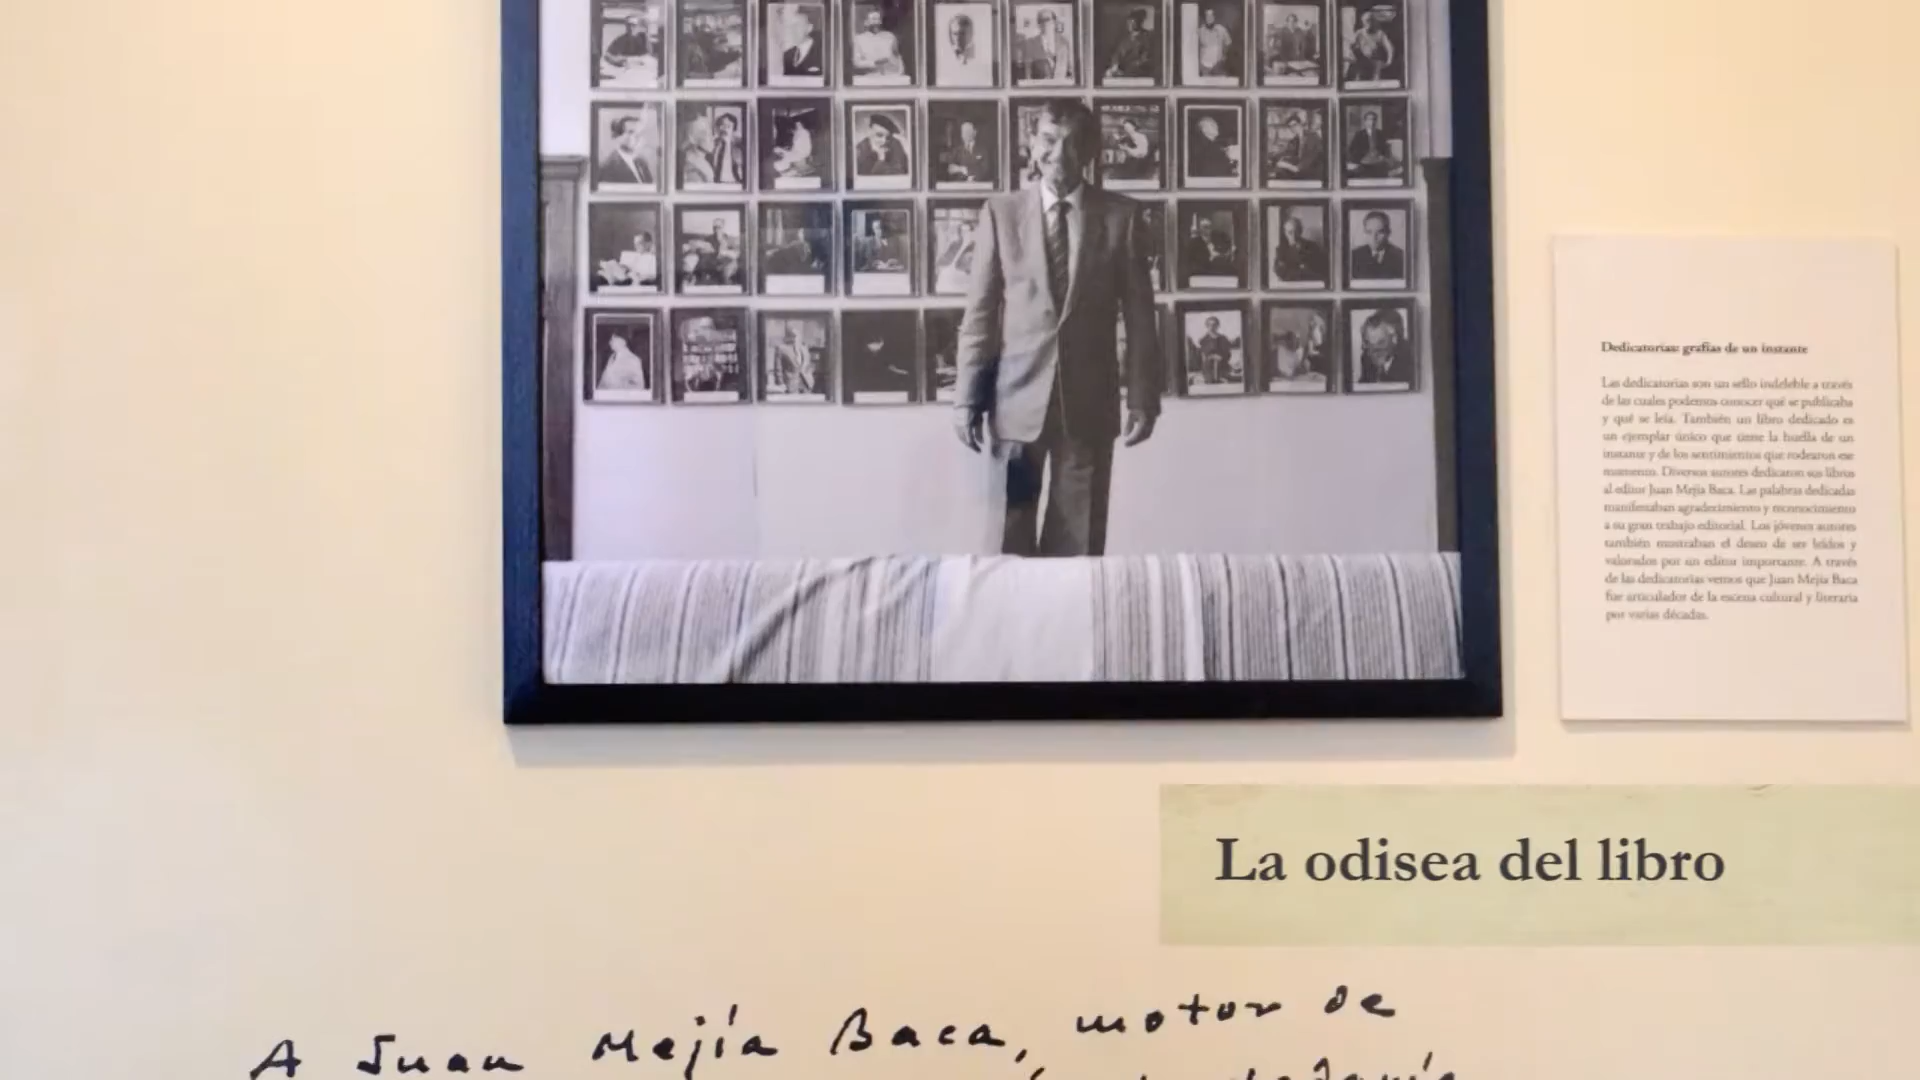 Dedicatorias: grafías de un instante
Las dedicatorias son un sello indeleble a través
de las cuales podemos conocer qué se publicaba
y qué se leía. También un libro dedicado es
un ejemplar único que tiene la huella de un
instante y de los sentimientos que rodearon ese
momento. Diversos autores dedicaron sus libros
al editor Juan Mejía Baca. Las palabras dedicadas
manifestaban agradecimiento y reconocimiento
a su gran trabajo editorial. Los jóvenes autores
también mostraban el deseo de ser leídos y
valorados por un editor importante. A través
de las dedicatorias vemos que Juan Mejía Baca
fue articulador de la escena cultural y literaria
por varias décadas.
La odisea del libro
A Juan Mejía Baca, motor de